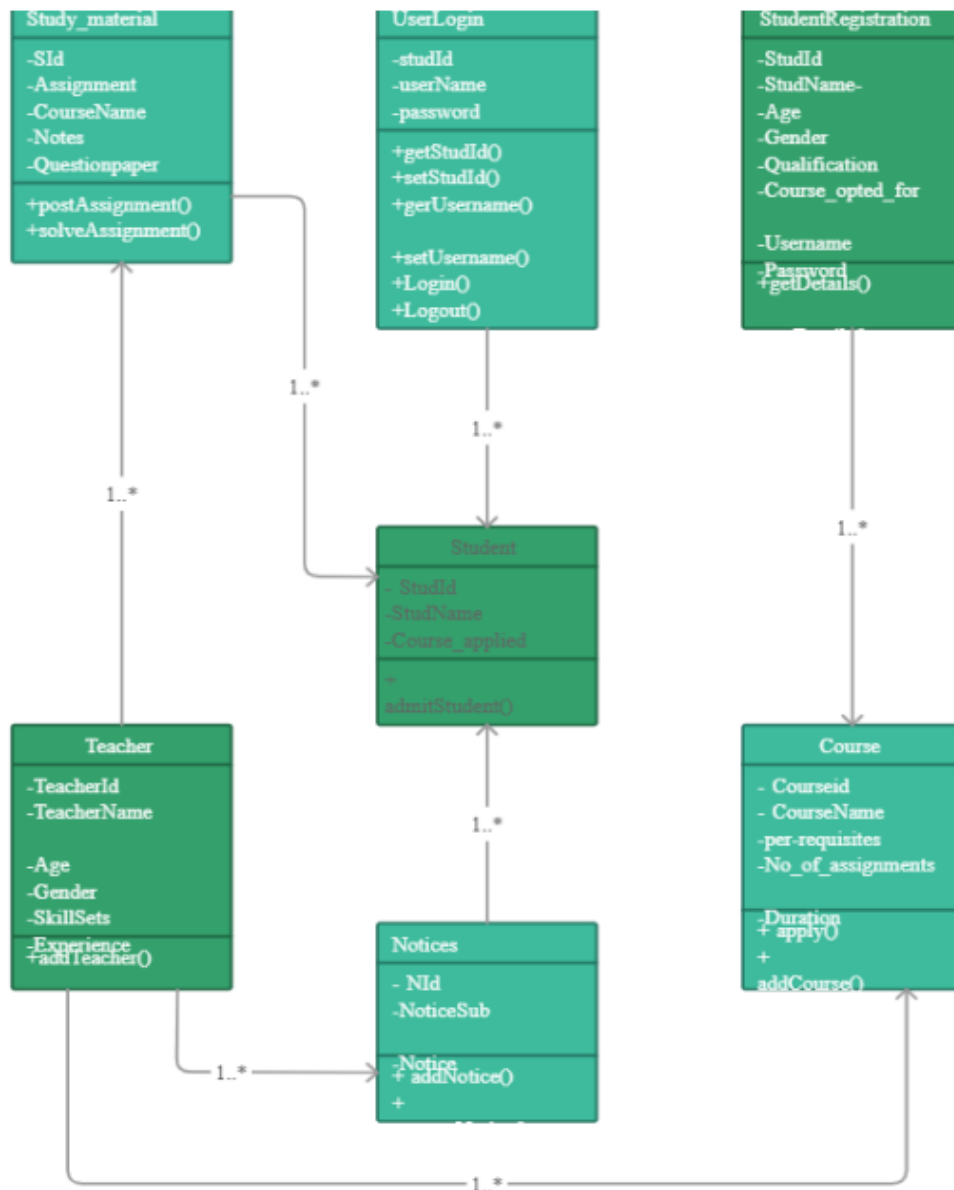 Study_material
-SId
-Assignment
-CourseName
-Notes
-Questionpaper
+postAssignment()
+solveAssignment()
UserLogin
-studId
-userName
-password
+getStudId()
+setStudId()
+gerUsername()
+setUsername()
+Login()
+Logout()
StudentRegistration
-StudId
-StudName-
-Age
-Gender
-Qualification
-Course_opted_for
-Username
-Password
+getDetails()
1..*
1..*
1..*
1..*
Student
- StudId
-StudName
-Course_applied
+
admitStudent()
Teacher
-TeacherId
-TeacherName
-Age
-Gender
-SkillSets
-Experience
+addTeacher()
1..*
Course
- Courseid
- CourseName
-per-requisites
-No_of_assignments
-Duration
+ apply()
+
addCourse()
Notices
- NId
-NoticeSub
-Notice
+ addNotice()
+
1..*
1..*